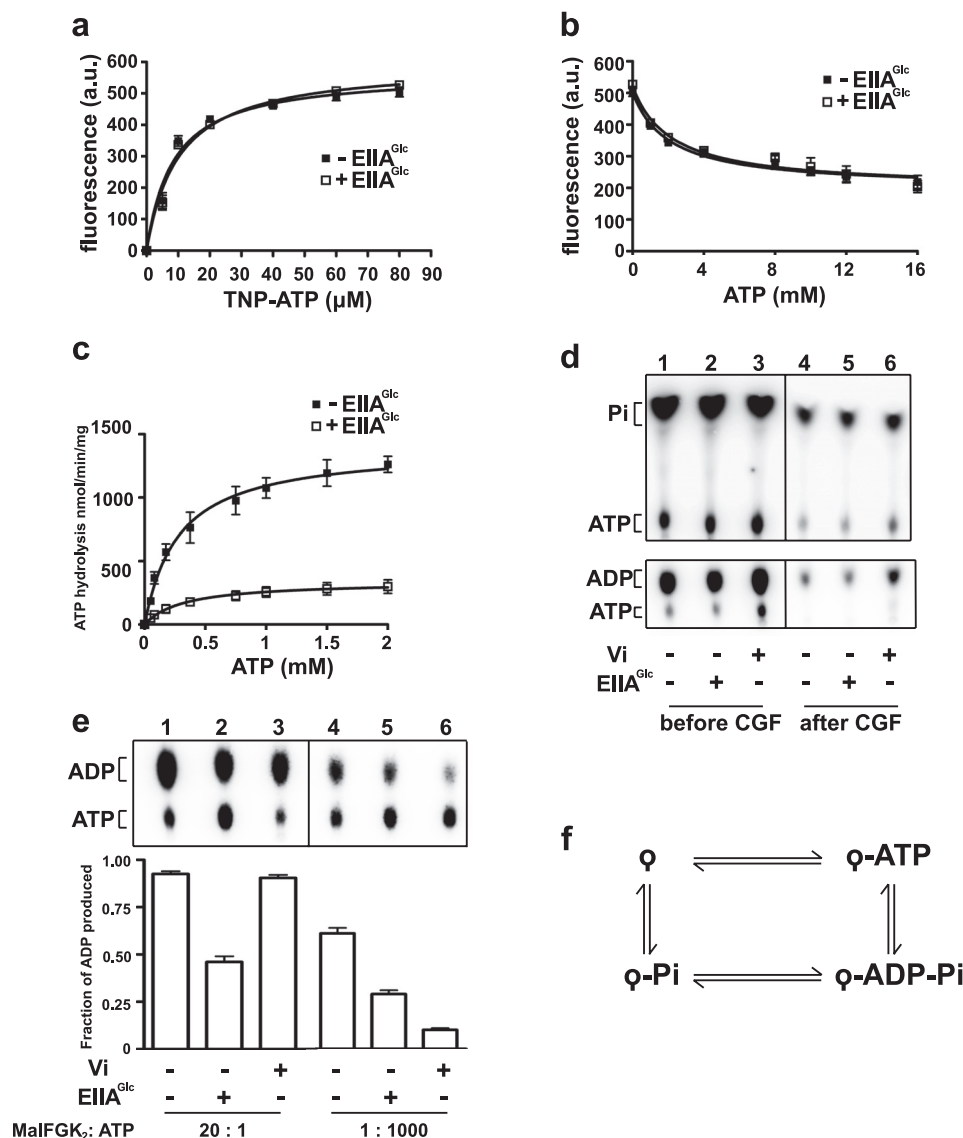 a
fluorescence (a.u.)
600
500
400
300
200
100
0
0 10 20 30 40 50 60 70 80 90
TNP-ATP (µM)
- EIIA^Glc
+ EIIA^Glc
b
fluorescence (a.u.)
600
500
400
300
200
100
0
0 4 8 12 16
ATP (mM)
- EIIA^Glc
+ EIIA^Glc
c
ATP hydrolysis nmol/min/mg
1500
1000
500
0
0 0.5 1 1.5 2
ATP (mM)
- EIIA^Glc
+ EIIA^Glc
d
1 2 3 4 5 6
Pi
ATP
ADP
ATP
Vi - - + - - +
EIIA^Glc - + - - + -
before CGF after CGF
e
1 2 3 4 5 6
ADP
ATP
Fraction of ADP produced
1.00
0.75
0.50
0.25
0
Vi - - + - - +
EIIA^Glc - + - - + -
MalFGK₂: ATP 20 : 1 1 : 1000
f
ϙ ϙ-ATP
ϙ-Pi ϙ-ADP-Pi